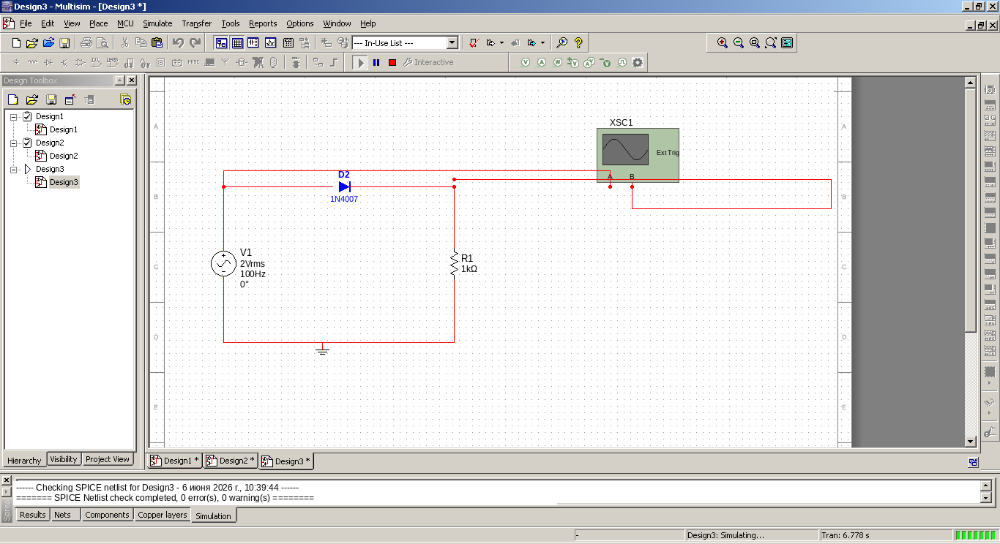 Design3 - Multisim - [Design3 *]
File Edit View Place MCU Simulate Transfer Tools Reports Options Window Help
--- In-Use List ---
Interactive
Design Toolbox
Design1
Design1
Design2
Design2
Design3
Design3
Hierarchy Visibility Project View
A
B
C
D
E
XSC1
Ext Trig
A B
D2
1N4007
V1
2Vrms
100Hz
0°
R1
1kΩ
A
B
C
D
E
Design1 * Design2 * Design3 *
------ Checking SPICE netlist for Design3 - 6 июня 2026 г., 10:39:44 ------
======= SPICE Netlist check completed, 0 error(s), 0 warning(s) ========
Results Nets Components Copper layers Simulation
-
Design3: Simulating...
Tran: 6.778 s